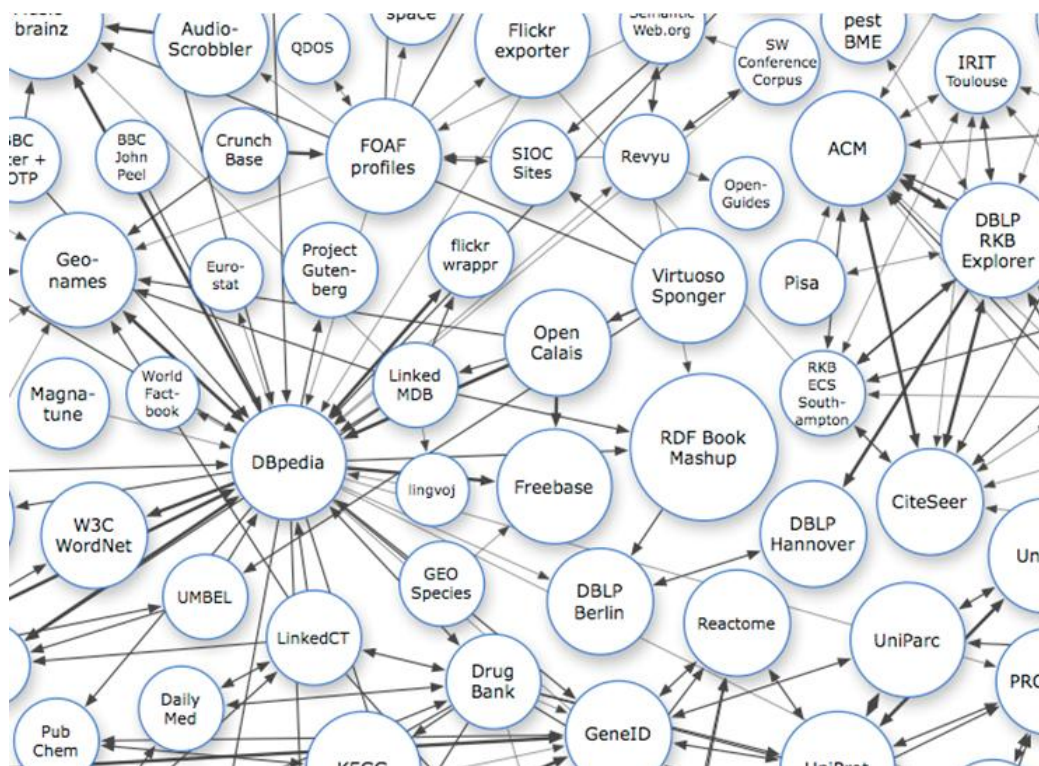 brainz
Audio-
Scrobbler
QDOS
space
Flickr
exporter
Web.org
SW
Conference
Corpus
pest
BME
IRIT
Toulouse
BBC
John
Peel
Crunch
Base
FOAF
profiles
SIOC
Sites
Revyu
Open-
Guides
ACM
DBLP
RKB
Explorer
Geo-
names
Euro-
stat
Project
Guten-
berg
flickr
wrappr
Virtuoso
Sponger
Pisa
Open
Calais
Linked
MDB
RKB
ECS
South-
ampton
Magna-
tune
World
Fact-
book
DBpedia
lingvoj
Freebase
RDF Book
Mashup
CiteSeer
W3C
WordNet
DBLP
Hannover
UMBEL
GEO
Species
DBLP
Berlin
Reactome
UniParc
LinkedCT
Drug
Bank
Daily
Med
Pub
Chem
GeneID